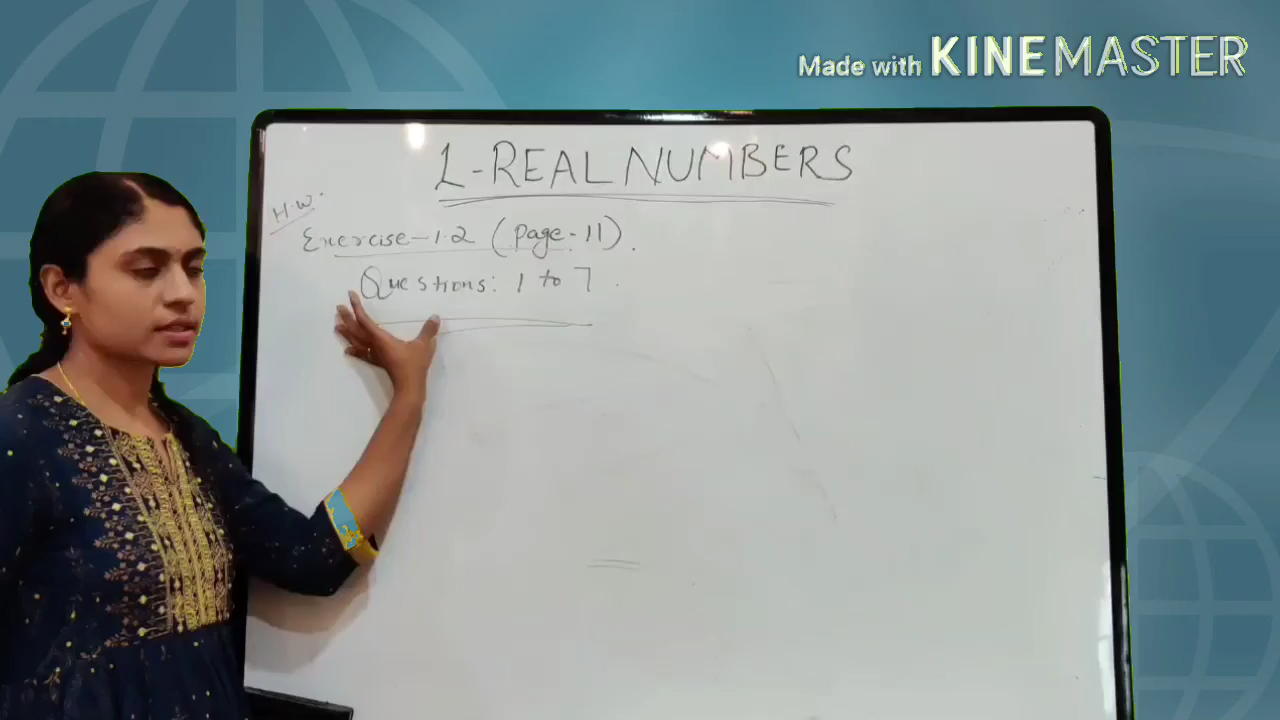 Made with KINEMASTER
1-REAL NUMBERS
H.W.
Exercise-1.2 (page-11).
Questions: 1 to 7.